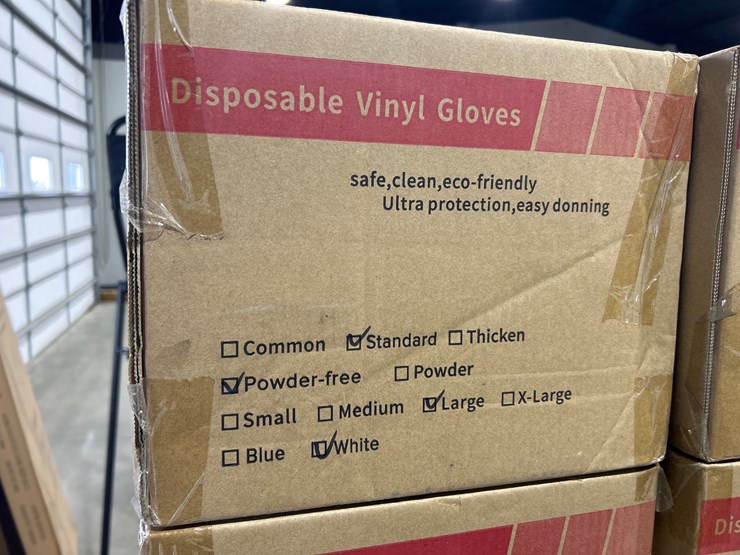 Disposable Vinyl Gloves
safe,clean,eco-friendly
Ultra protection,easy donning
☐ Common ☑ Standard ☐ Thicken
☑ Powder-free ☐ Powder
☐ Small ☐ Medium ☑ Large ☐ X-Large
☐ Blue ☑ White
Dis